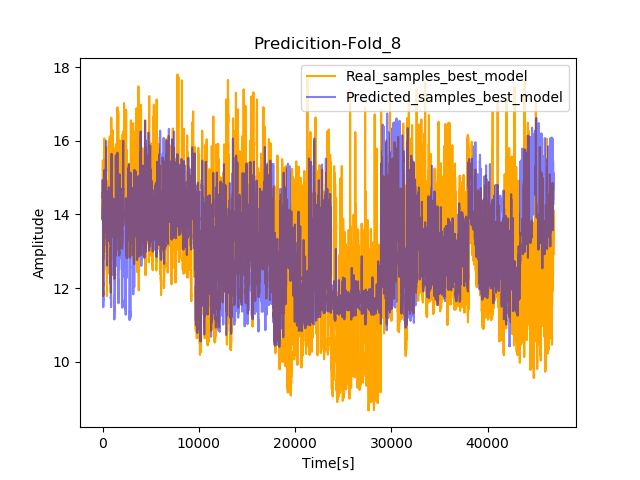 Predicition-Fold_8
Real_samples_best_model
Predicted_samples_best_model
18
16
14
12
10
Amplitude
0 10000 20000 30000 40000
Time[s]